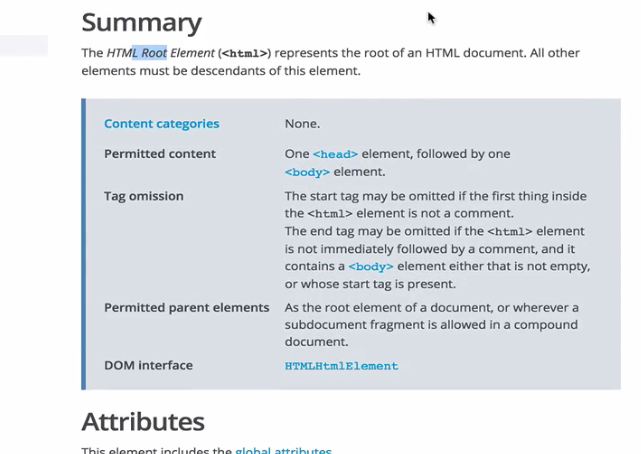 Summary
The HTML Root Element (<html>) represents the root of an HTML document. All other
elements must be descendants of this element.
Content categories None.
Permitted content One <head> element, followed by one
<body> element.
Tag omission The start tag may be omitted if the first thing inside
the <html> element is not a comment.
The end tag may be omitted if the <html> element
is not immediately followed by a comment, and it
contains a <body> element either that is not empty,
or whose start tag is present.
Permitted parent elements As the root element of a document, or wherever a
subdocument fragment is allowed in a compound
document.
DOM interface HTMLHtmlElement
Attributes
This element includes the global attributes.